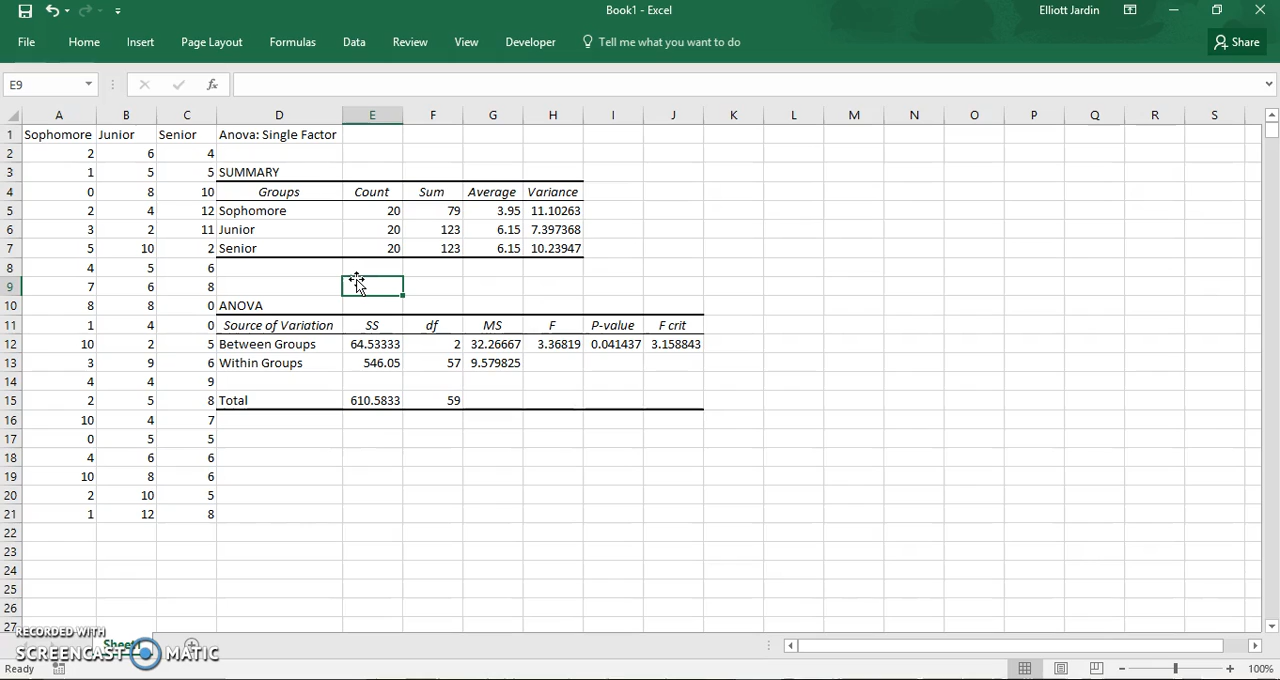 Book1 - Excel
Elliott Jardin
File Home Insert Page Layout Formulas Data Review View Developer Tell me what you want to do Share
E9 fx
A B C D E F G H I J K L M N O P Q R S
1 Sophomore Junior Senior Anova: Single Factor
2 2 6 4
3 1 5 5 SUMMARY
4 0 8 10 Groups Count Sum Average Variance
5 2 4 12 Sophomore 20 79 3.95 11.10263
6 3 2 11 Junior 20 123 6.15 7.397368
7 5 10 2 Senior 20 123 6.15 10.23947
8 4 5 6
9 7 6 8
10 8 8 0 ANOVA
11 1 4 0 Source of Variation SS df MS F P-value F crit
12 10 2 5 Between Groups 64.53333 2 32.26667 3.36819 0.041437 3.158843
13 3 9 6 Within Groups 546.05 57 9.579825
14 4 4 9
15 2 5 8 Total 610.5833 59
16 10 4 7
17 0 5 5
18 4 6 6
19 10 8 6
20 2 10 5
21 1 12 8
22
23
24
25
26
27
RECORDED WITH
SCREENCAST MATIC
Sheet1
Ready 100%